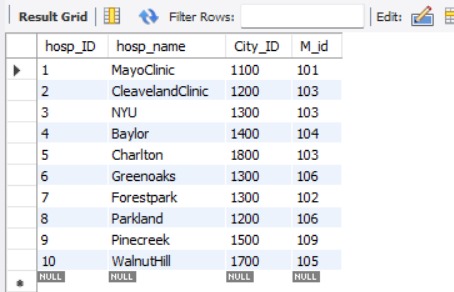 Result Grid Filter Rows: Edit:
hosp_ID hosp_name City_ID M_id
1 MayoClinic 1100 101
2 CleavelandClinic 1200 103
3 NYU 1300 103
4 Baylor 1400 104
5 Charlton 1800 103
6 Greenoaks 1300 106
7 Forestpark 1300 102
8 Parkland 1200 106
9 Pinecreek 1500 109
10 WalnutHill 1700 105
NULL NULL NULL NULL